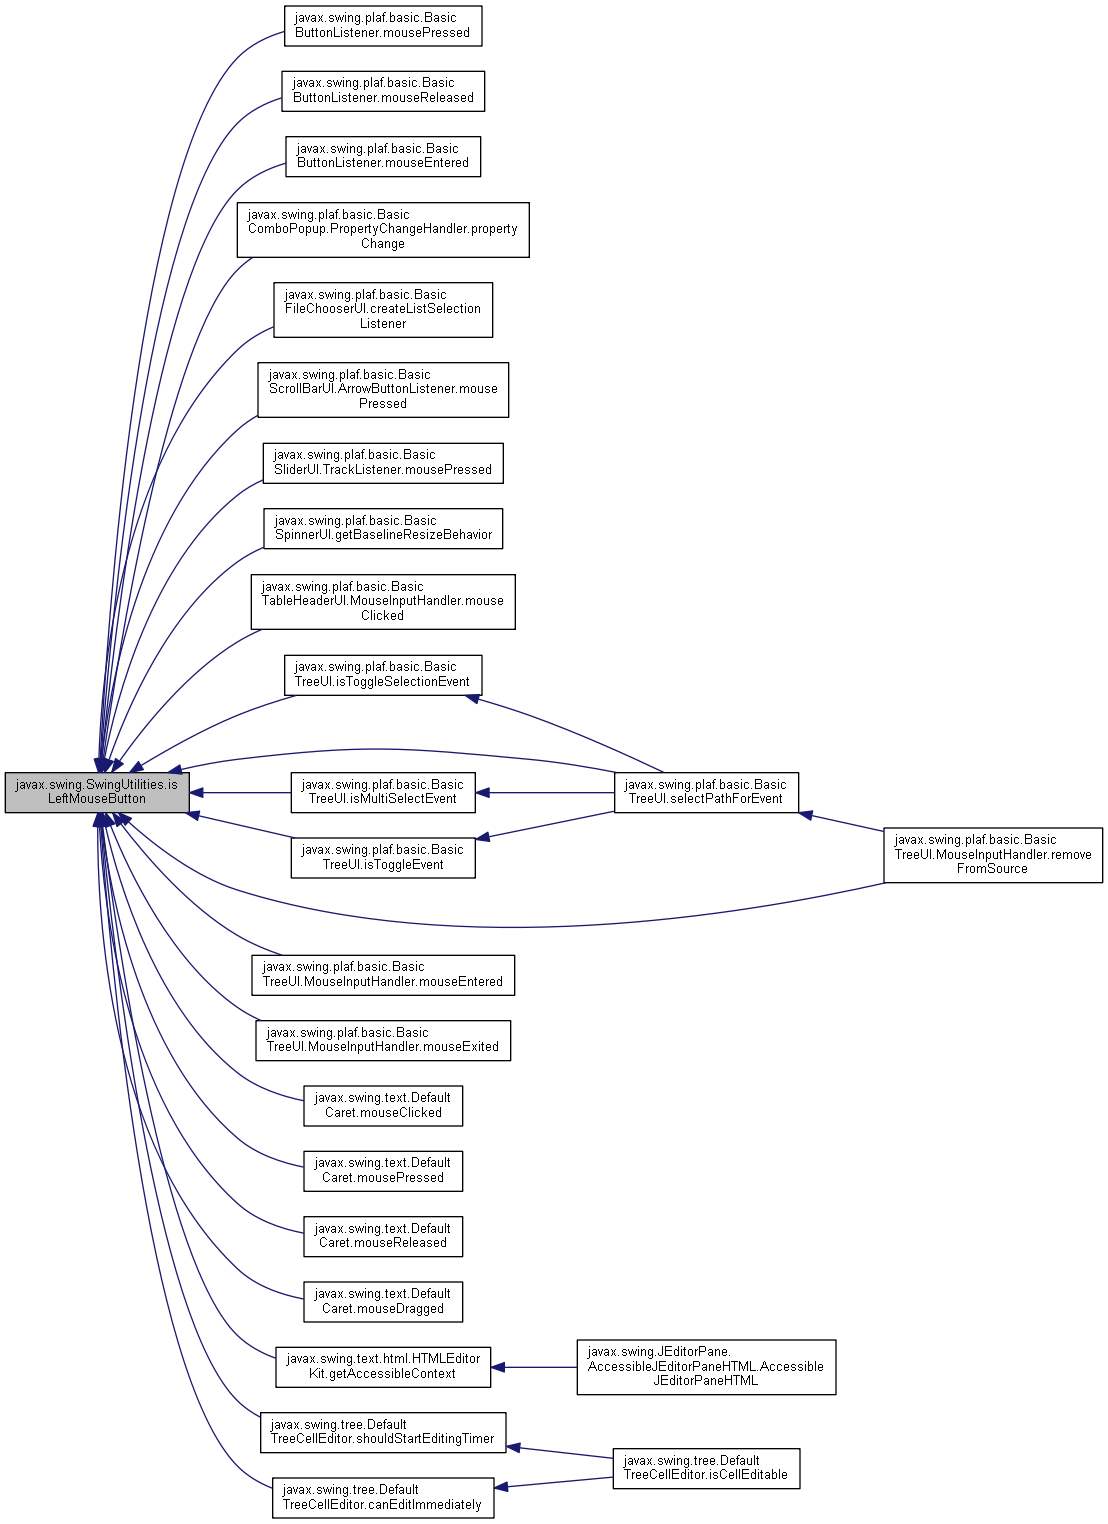 javax.swing.plaf.basic.Basic
ButtonListener.mousePressed
javax.swing.plaf.basic.Basic
ButtonListener.mouseReleased
javax.swing.plaf.basic.Basic
ButtonListener.mouseEntered
javax.swing.plaf.basic.Basic
ComboPopup.PropertyChangeHandler.property
Change
javax.swing.plaf.basic.Basic
FileChooserUI.createListSelection
Listener
javax.swing.plaf.basic.Basic
ScrollBarUI.ArrowButtonListener.mouse
Pressed
javax.swing.plaf.basic.Basic
SliderUI.TrackListener.mousePressed
javax.swing.plaf.basic.Basic
SpinnerUI.getBaselineResizeBehavior
javax.swing.plaf.basic.Basic
TableHeaderUI.MouseInputHandler.mouse
Clicked
javax.swing.plaf.basic.Basic
TreeUI.isToggleSelectionEvent
javax.swing.SwingUtilities.is
LeftMouseButton
javax.swing.plaf.basic.Basic
TreeUI.isMultiSelectEvent
javax.swing.plaf.basic.Basic
TreeUI.selectPathForEvent
javax.swing.plaf.basic.Basic
TreeUI.isToggleEvent
javax.swing.plaf.basic.Basic
TreeUI.MouseInputHandler.remove
FromSource
javax.swing.plaf.basic.Basic
TreeUI.MouseInputHandler.mouseEntered
javax.swing.plaf.basic.Basic
TreeUI.MouseInputHandler.mouseExited
javax.swing.text.Default
Caret.mouseClicked
javax.swing.text.Default
Caret.mousePressed
javax.swing.text.Default
Caret.mouseReleased
javax.swing.text.Default
Caret.mouseDragged
javax.swing.text.html.HTMLEditor
Kit.getAccessibleContext
javax.swing.JEditorPane.
AccessibleJEditorPaneHTML.Accessible
JEditorPaneHTML
javax.swing.tree.Default
TreeCellEditor.shouldStartEditingTimer
javax.swing.tree.Default
TreeCellEditor.isCellEditable
javax.swing.tree.Default
TreeCellEditor.canEditImmediately